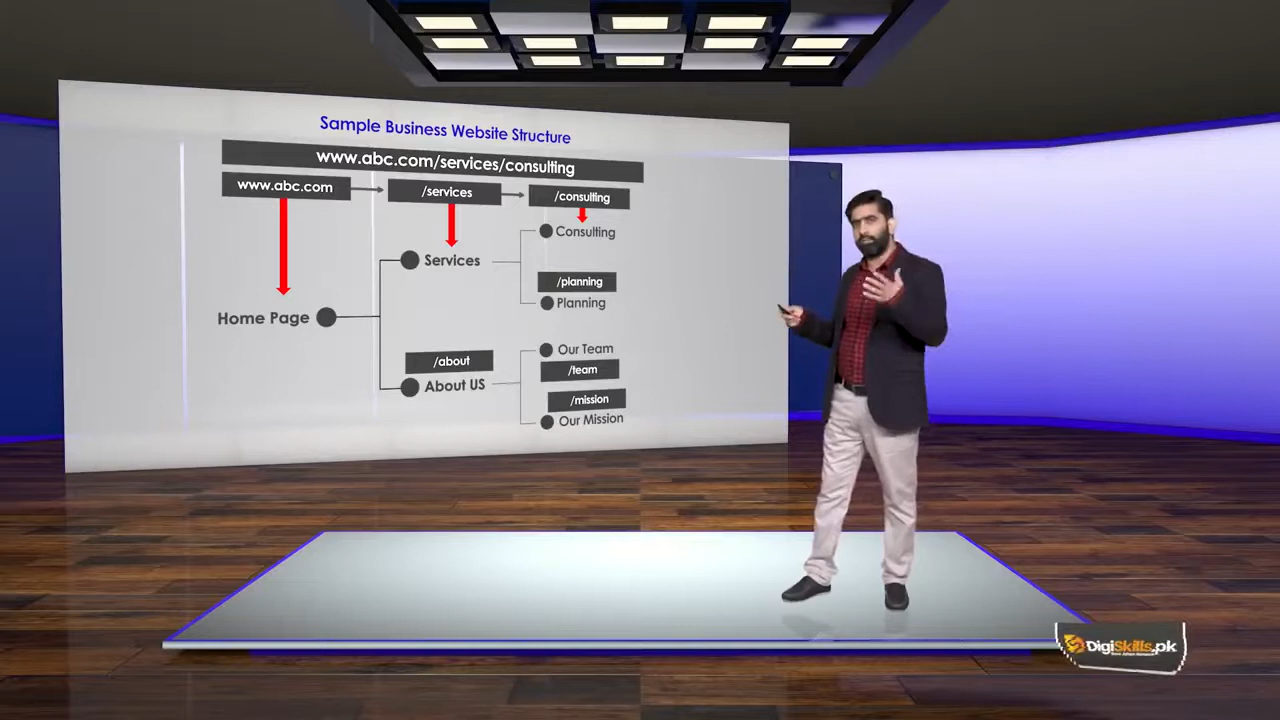 Sample Business Website Structure
www.abc.com/services/consulting
www.abc.com
/services
/consulting
Consulting
Services
/planning
Planning
Home Page
Our Team
/about
/team
About US
/mission
Our Mission
DigiSkills.pk